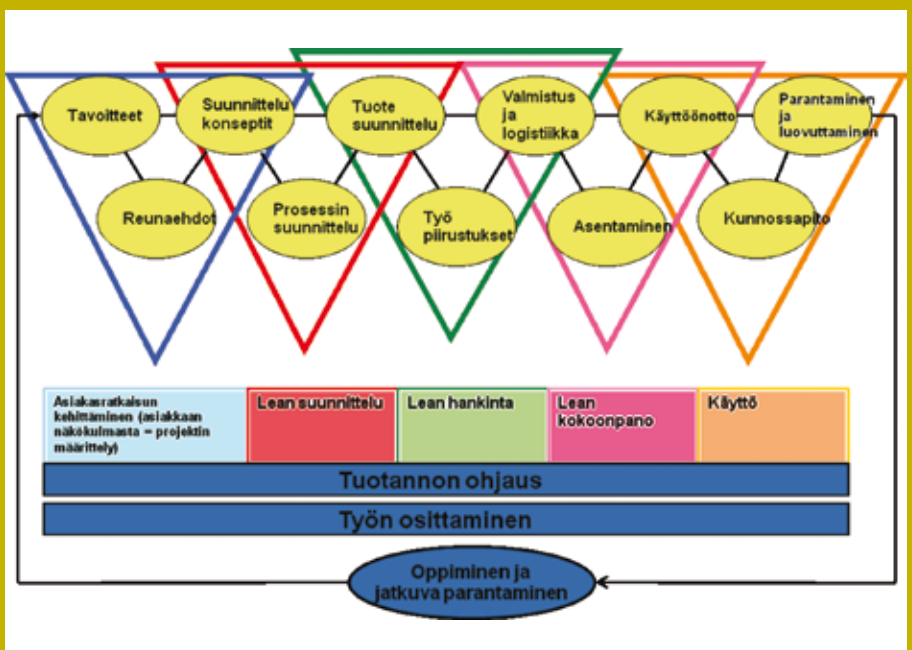 Tavoitteet
Suunnittelu
konseptit
Tuote
suunnittelu
Valmistus
ja
logistiikka
Käyttöönotto
Parantaminen
ja
luovuttaminen
Reunaehdot
Prosessin
suunnittelu
Työ
piirustukset
Asentaminen
Kunnossapito
Asiakasratkaisun
kehittäminen (asiakkaan
näkökulmasta – projektin
määrittely)
Lean suunnittelu
Lean hankinta
Lean
kokoonpano
Käyttö
Tuotannon ohjaus
Työn osittaminen
Oppiminen ja
jatkuva parantaminen